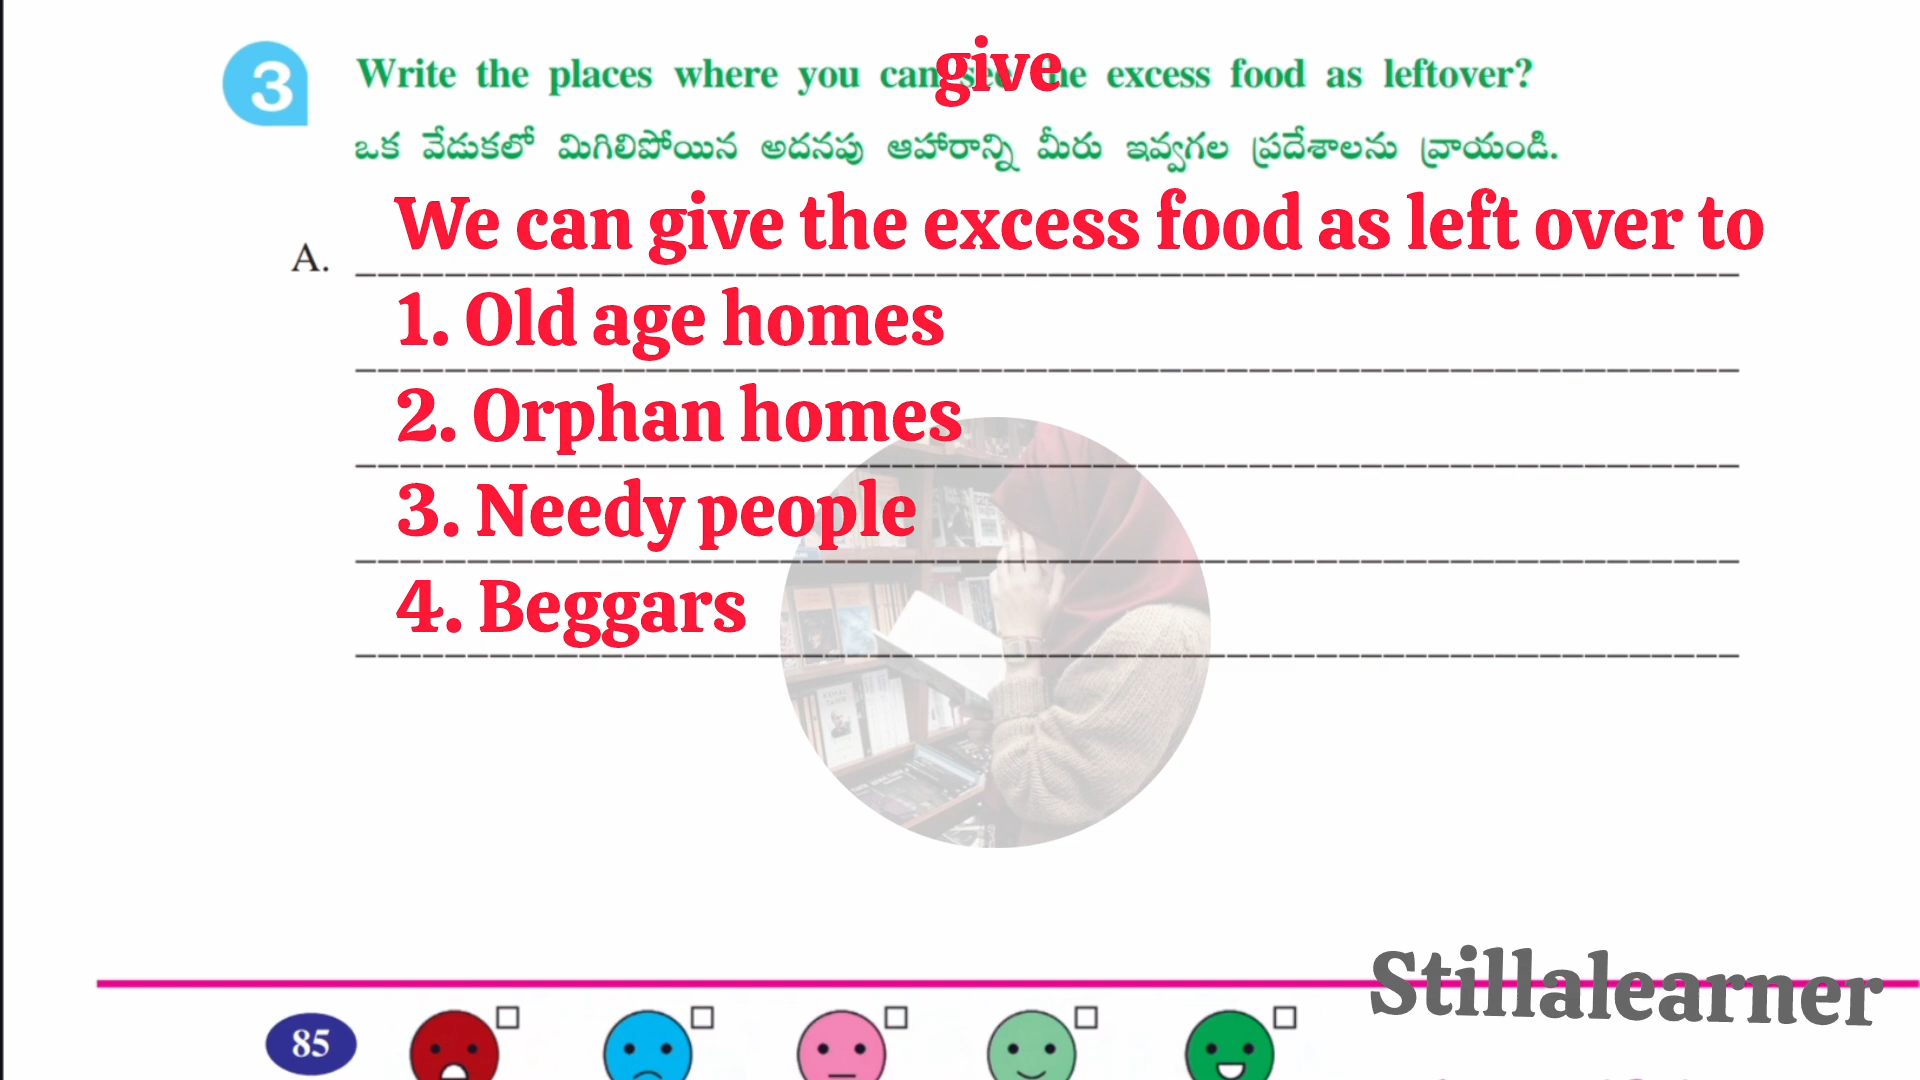 3 Write the places where you can give the excess food as leftover?
ఒక వేడుకలో మిగిలిపోయిన అదనపు ఆహారాన్ని మీరు ఇవ్వగల ప్రదేశాలను వ్రాయండి.
We can give the excess food as left over to
A.
1. Old age homes
2. Orphan homes
3. Needy people
4. Beggars
Stillalearner
85